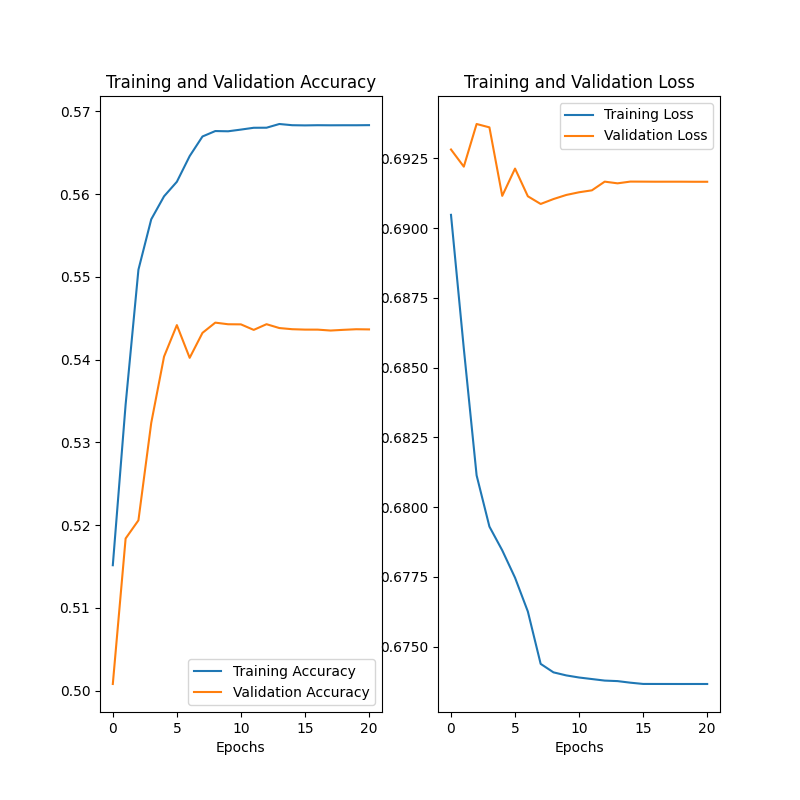 Training and Validation Accuracy
0.57
0.56
0.55
0.54
0.53
0.52
0.51
0.50
Training Accuracy
Validation Accuracy
0 5 10 15 20
Epochs
Training and Validation Loss
Training Loss
Validation Loss
0.6925
0.6900
0.6875
0.6850
0.6825
0.6800
0.6775
0.6750
0 5 10 15 20
Epochs